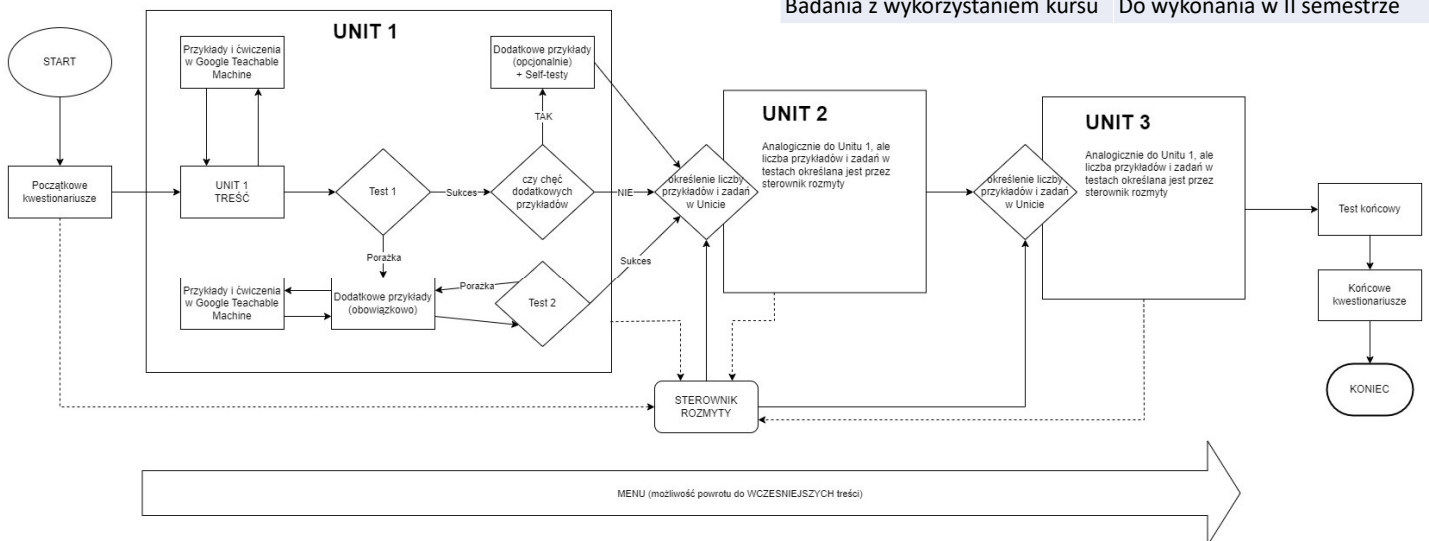 Badania z wykorzystaniem kursu Do wykonania w II semestrze
START
Początkowe
kwestionariusze
UNIT 1
Przykłady i ćwiczenia
w Google Teachable
Machine
UNIT 1
TREŚĆ
Test 1
Sukces
czy chęć
dodatkowych
przykładów
TAK
Dodatkowe przykłady
(opcjonalnie)
+ Self-testy
NIE
Porażka
Przykłady i ćwiczenia
w Google Teachable
Machine
Dodatkowe przykłady
(obowiązkowo)
Porażka
Test 2
Sukces
określenie liczby
przykładów i zadań
w Unicie
UNIT 2
Analogicznie do Unitu 1, ale
liczba przykładów i zadań w
testach określana jest przez
sterownik rozmyty
określenie liczby
przykładów i zadań
w Unicie
UNIT 3
Analogicznie do Unitu 1, ale
liczba przykładów i zadań w
testach określana jest przez
sterownik rozmyty
Test końcowy
Końcowe
kwestionariusze
KONIEC
STEROWNIK
ROZMYTY
MENU (możliwość powrotu do WCZESNIEJSZYCH treści)